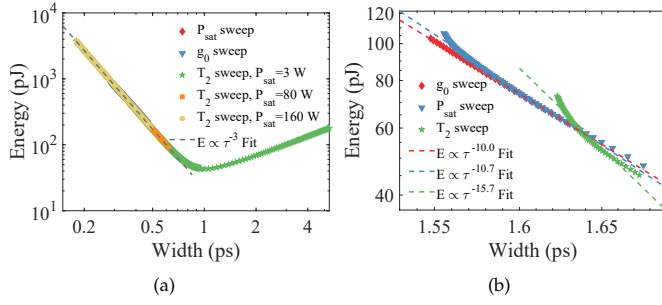 (a)
Energy (pJ)
10^4
10^3
10^2
10^1
P_sat sweep
g_0 sweep
T_2 sweep, P_sat=3 W
T_2 sweep, P_sat=80 W
T_2 sweep, P_sat=160 W
E ∝ τ^-3 Fit
0.2 0.5 1 2 4
Width (ps)
(a)
(b)
Energy (pJ)
120
100
80
60
40
g_0 sweep
P_sat sweep
T_2 sweep
E ∝ τ^-10.0 Fit
E ∝ τ^-10.7 Fit
E ∝ τ^-15.7 Fit
1.55 1.6 1.65
Width (ps)
(b)